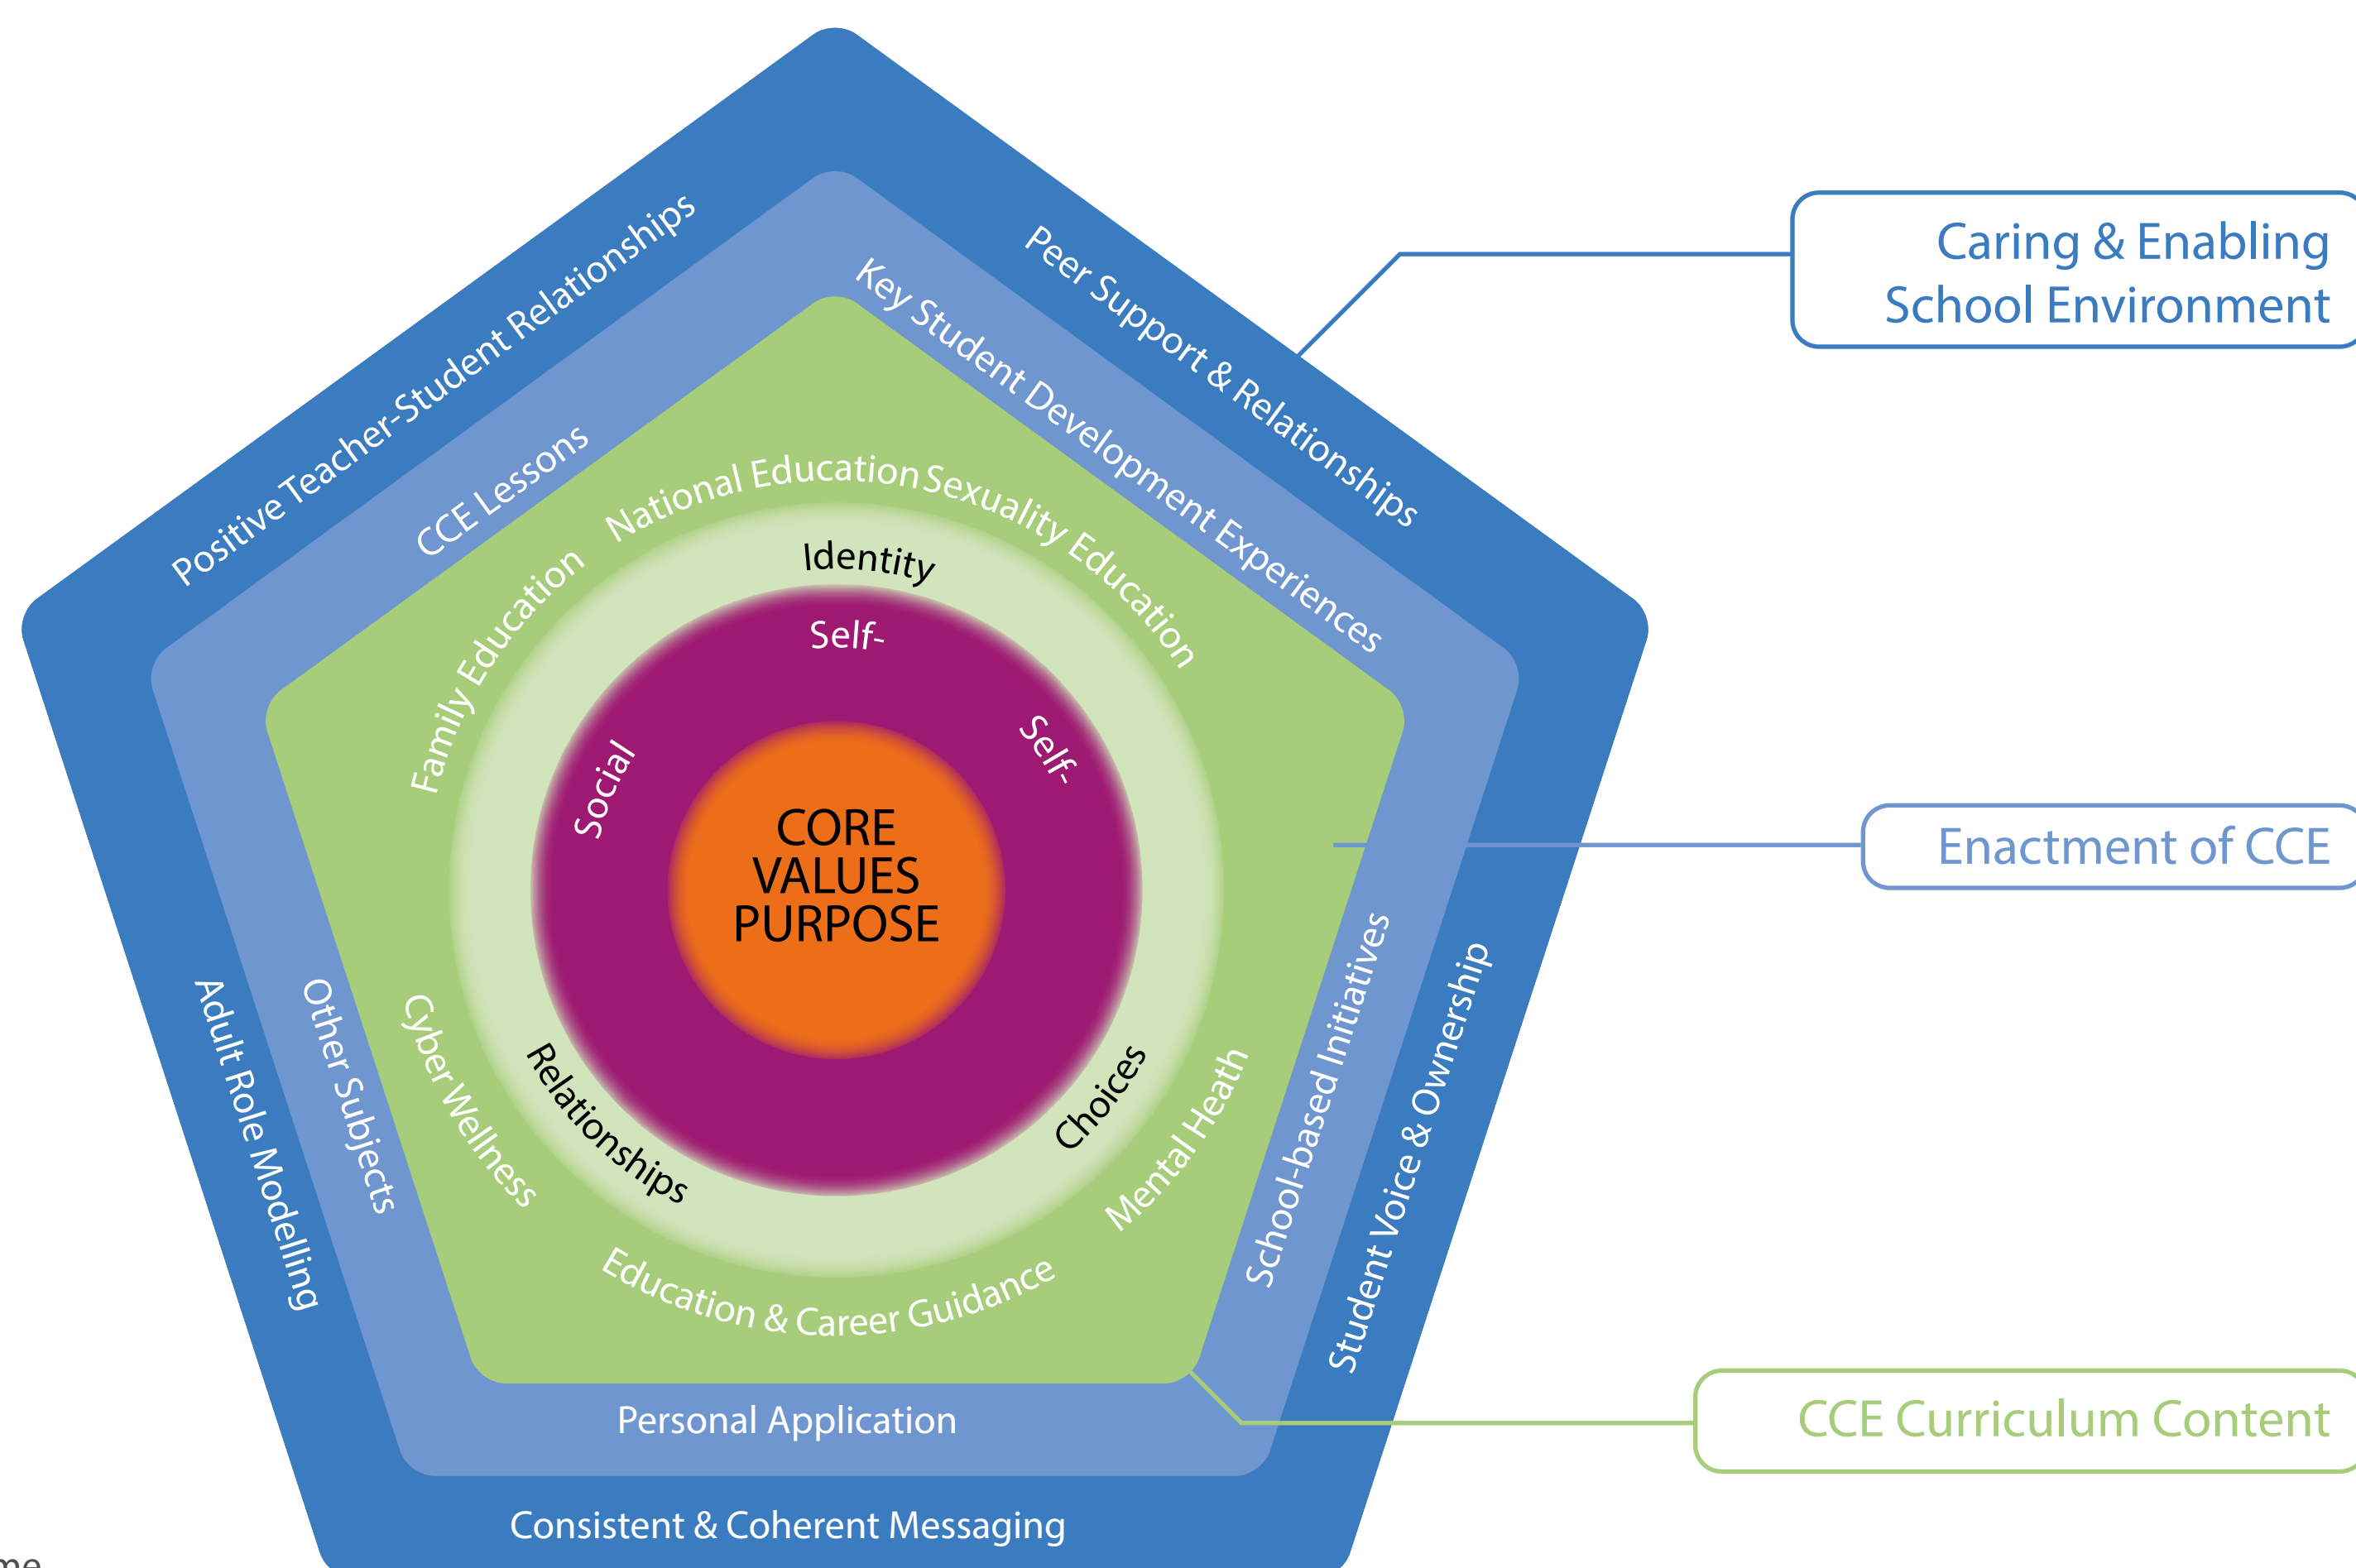 Positive Teacher-Student Relationships
Peer Support & Relationships
Caring & Enabling
School Environment
CCE Lessons
Key Student Development Experiences
National Education
Sexuality Education
Family Education
Identity
Self-
Self-
Social
CORE
VALUES
PURPOSE
Enactment of CCE
Adult Role Modelling
Other Subjects
Cyber Wellness
Relationships
Choices
Mental Heath
School-based Initiatives
Student Voice & Ownership
Education & Career Guidance
Personal Application
CCE Curriculum Content
Consistent & Coherent Messaging